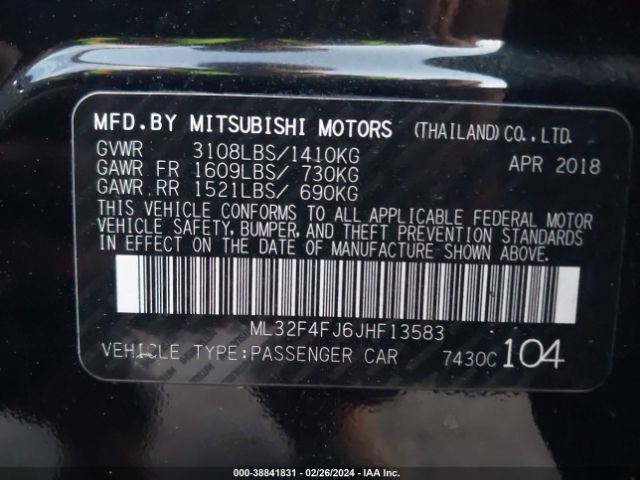 MFD.BY MITSUBISHI MOTORS (THAILAND) CO., LTD.
GVWR 3108LBS/1410KG
APR 2018
GAWR FR 1609LBS/ 730KG
GAWR RR 1521LBS/ 690KG
THIS VEHICLE CONFORMS TO ALL APPLICABLE FEDERAL MOTOR
VEHICLE SAFETY, BUMPER, AND THEFT PREVENTION STANDARDS
IN EFFECT ON THE DATE OF MANUFACTURE SHOWN ABOVE.
ML32F4FJ6JHF13583
VEHICLE TYPE:PASSENGER CAR 7430C 104
000-38841831 - 02/26/2024 - IAA Inc.